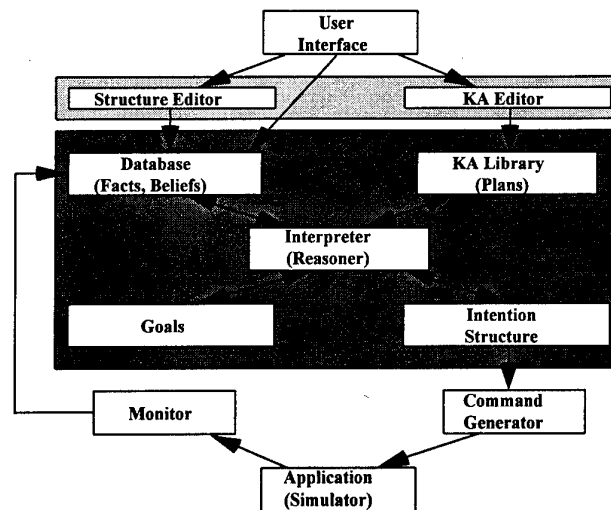 User
Interface
Structure Editor
KA Editor
Database
(Facts, Beliefs)
KA Library
(Plans)
Interpreter
(Reasoner)
Goals
Intention
Structure
Monitor
Command
Generator
Application
(Simulator)